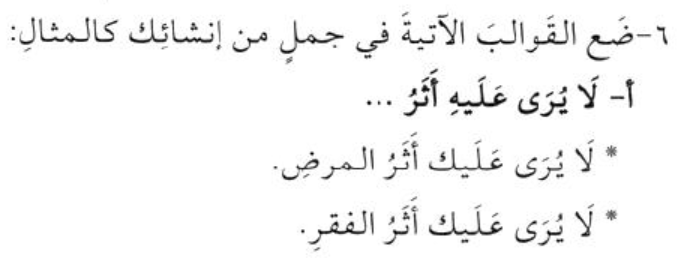 ٦-ضَع القَوالبَ الآتيةَ في جملٍ من إنشائِك كالمثالِ:
أ- لَا يُرَى عَلَيهِ أَثَرُ ...
* لَا يُرَى عَلَيك أَثَرُ المرضِ.
* لَا يُرَى عَلَيك أَثَرُ الفقرِ.